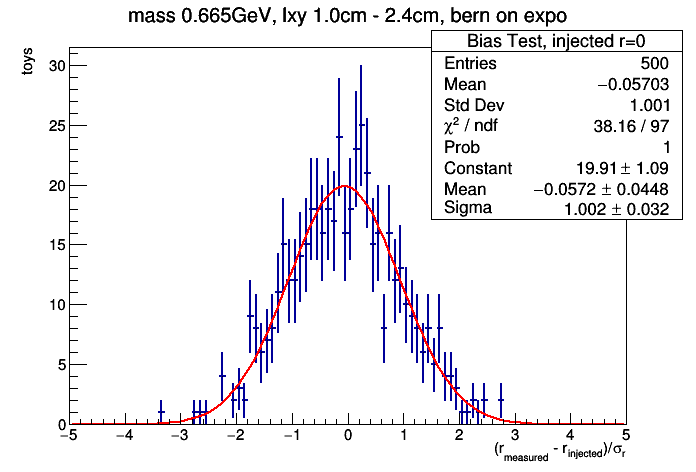 mass 0.665GeV, lxy 1.0cm - 2.4cm, bern on expo
toys
Bias Test, injected r=0
Entries 500
Mean −0.05703
Std Dev 1.001
χ² / ndf 38.16 / 97
Prob 1
Constant 19.91 ± 1.09
Mean −0.0572 ± 0.0448
Sigma 1.002 ± 0.032
30
25
20
15
10
5
0
−5 −4 −3 −2 −1 0 1 2 3 4 5
(r_measured - r_injected)/σ_r